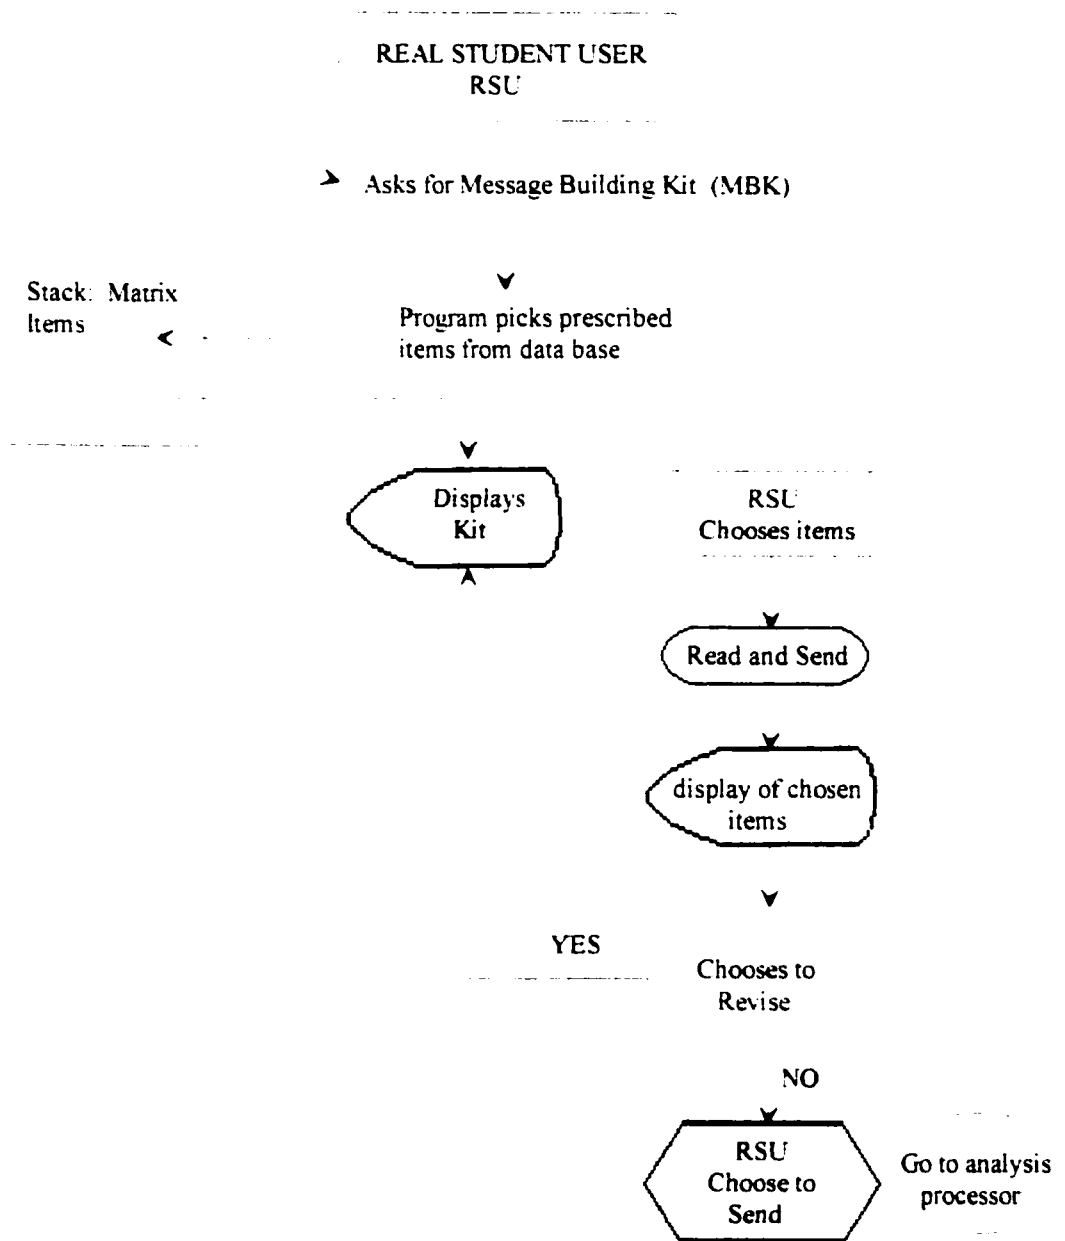 REAL STUDENT USER
RSU
Asks for Message Building Kit (MBK)
Stack: Matrix
Items
Program picks prescribed
items from data base
Displays
Kit
RSU
Chooses items
Read and Send
display of chosen
items
YES
Chooses to
Revise
NO
RSU
Choose to
Send
Go to analysis
processor